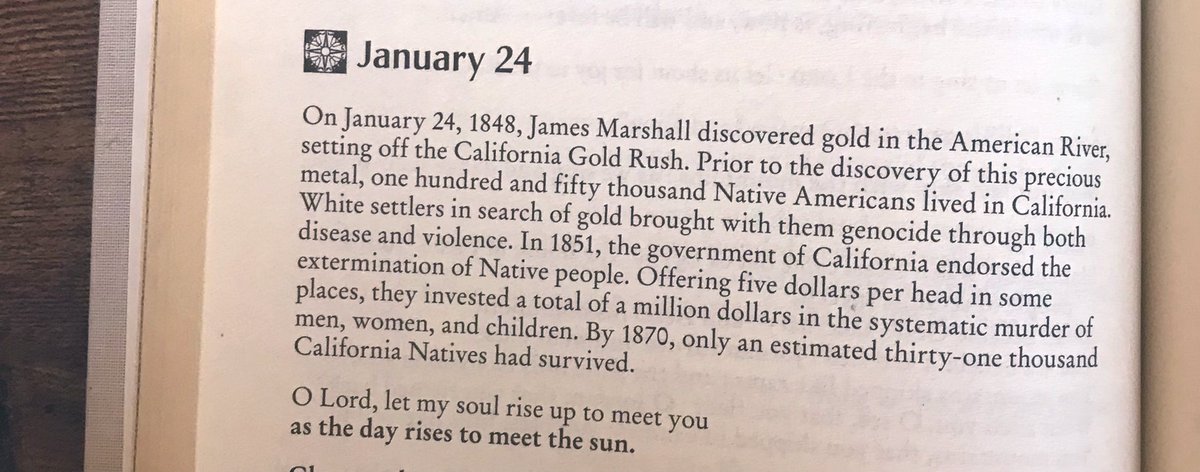 January 24
On January 24, 1848, James Marshall discovered gold in the American River,
setting off the California Gold Rush. Prior to the discovery of this precious
metal, one hundred and fifty thousand Native Americans lived in California.
White settlers in search of gold brought with them genocide through both
disease and violence. In 1851, the government of California endorsed the
extermination of Native people. Offering five dollars per head in some
places, they invested a total of a million dollars in the systematic murder of
men, women, and children. By 1870, only an estimated thirty-one thousand
California Natives had survived.
O Lord, let my soul rise up to meet you
as the day rises to meet the sun.